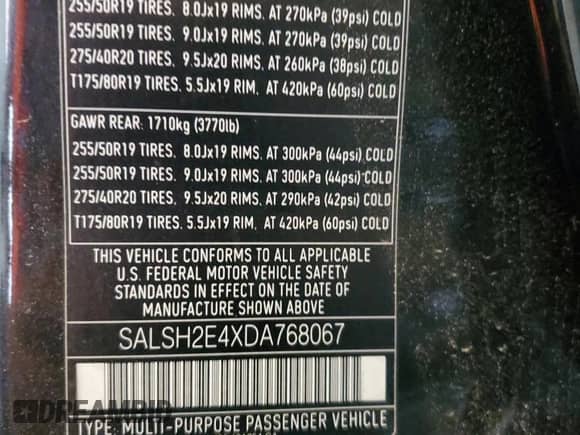 255/50R19 TIRES. 8.0Jx19 RIMS. AT 270kPa (39psi) COLD
255/50R19 TIRES. 9.0Jx19 RIMS. AT 270kPa (39psi) COLD
275/40R20 TIRES. 9.5Jx20 RIMS. AT 260kPa (38psi) COLD
T175/80R19 TIRES. 5.5Jx19 RIM. AT 420kPa (60psi) COLD
GAWR REAR: 1710kg (3770lb)
255/50R19 TIRES. 8.0Jx19 RIMS. AT 300kPa (44psi) COLD
255/50R19 TIRES. 9.0Jx19 RIMS. AT 300kPa (44psi) COLD
275/40R20 TIRES. 9.5Jx20 RIMS. AT 290kPa (42psi) COLD
T175/80R19 TIRES. 5.5Jx19 RIM. AT 420kPa (60psi) COLD
THIS VEHICLE CONFORMS TO ALL APPLICABLE
U.S. FEDERAL MOTOR VEHICLE SAFETY
STANDARDS IN EFFECT ON THE DATE OF
MANUFACTURE SHOWN ABOVE
SALSH2E4XDA768067
TYPE: MULTI-PURPOSE PASSENGER VEHICLE
DREAMBID